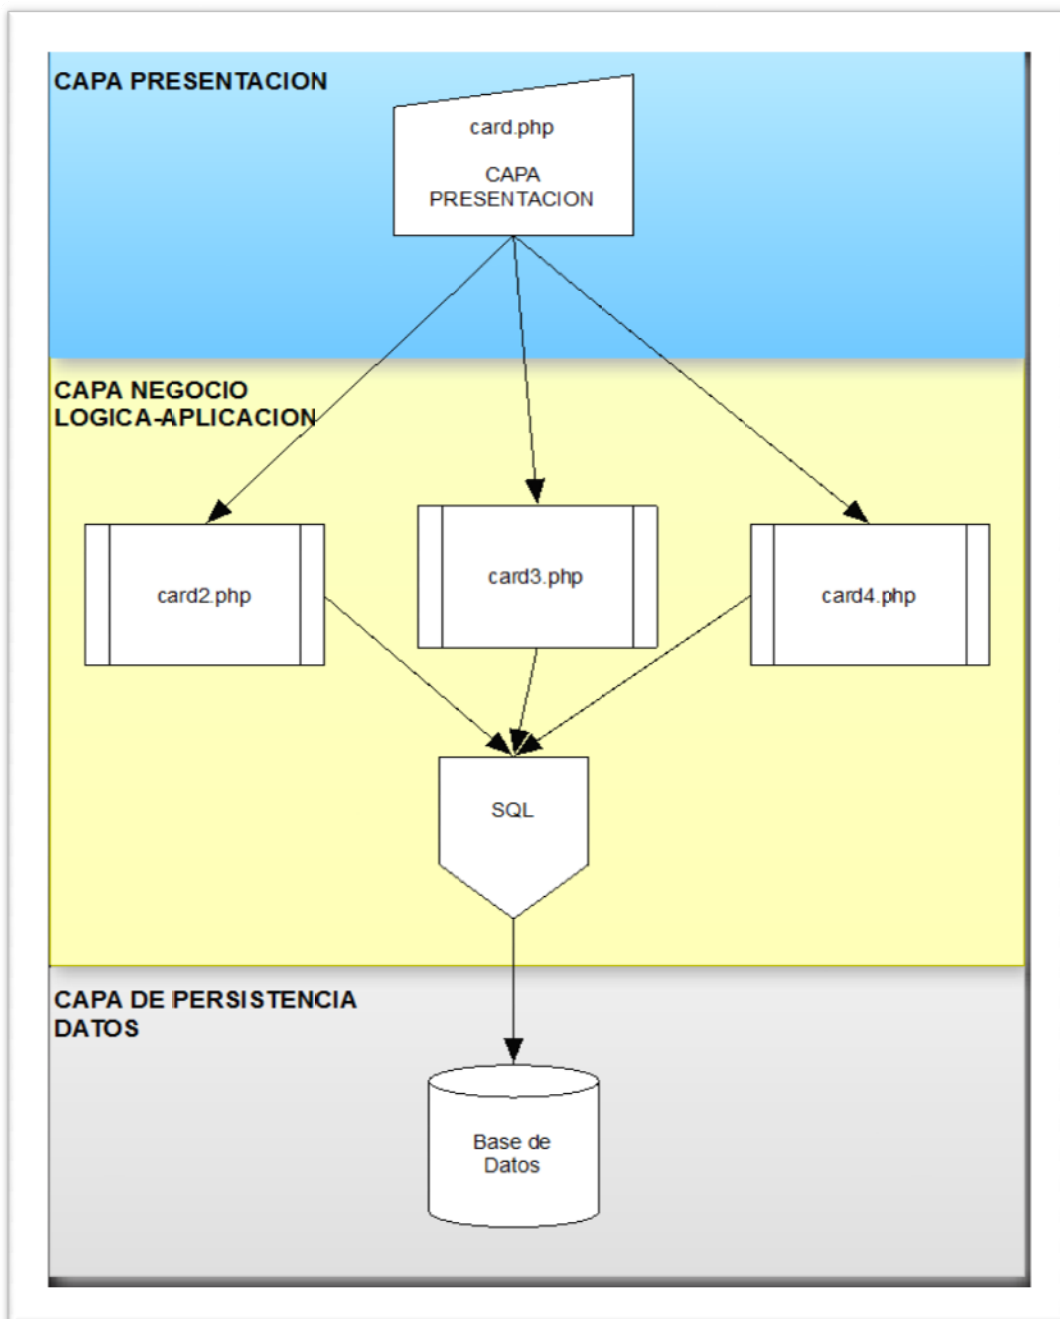 CAPA PRESENTACION
card.php
CAPA
PRESENTACION
CAPA NEGOCIO
LOGICA-APLICACION
card2.php
card3.php
card4.php
SQL
CAPA DE PERSISTENCIA
DATOS
Base de
Datos